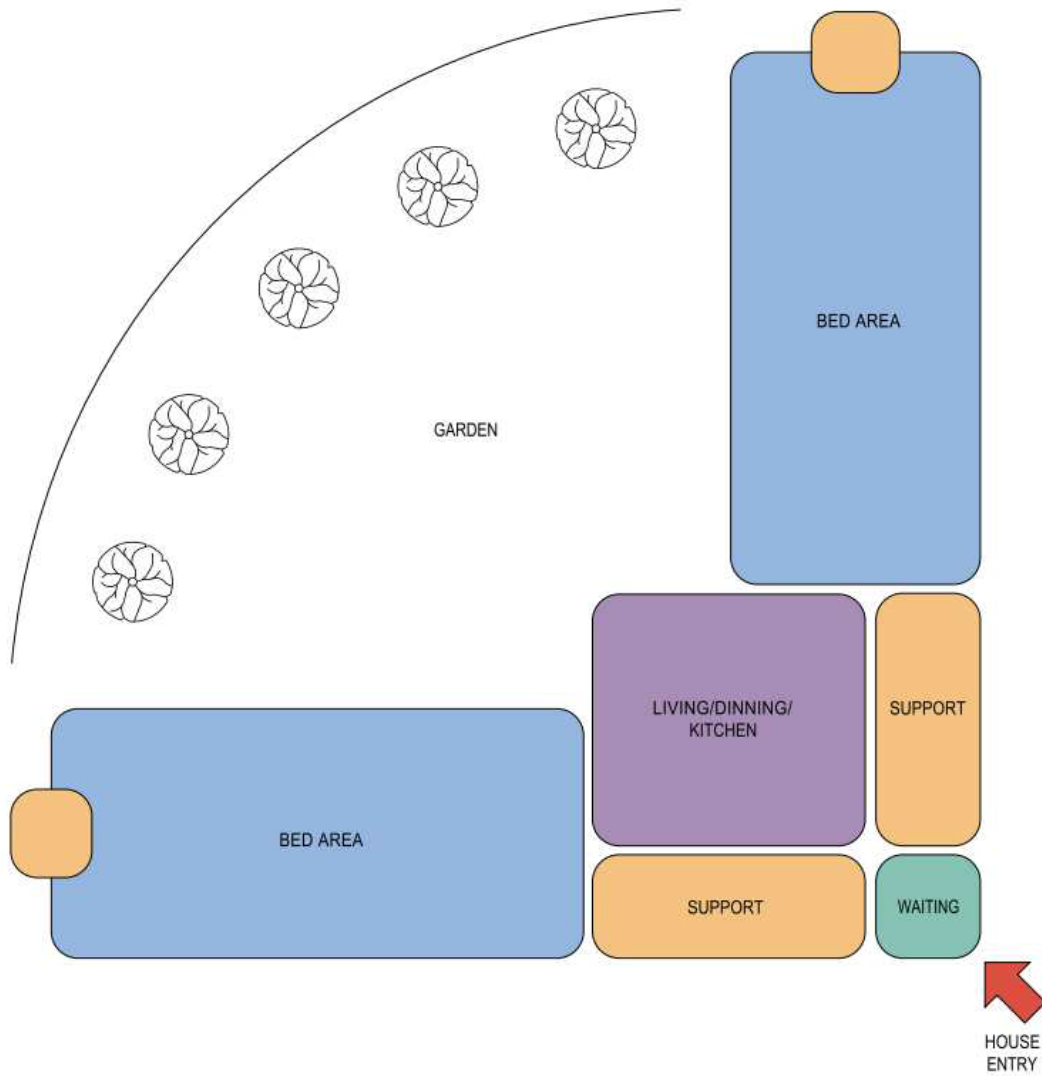 BED AREA
GARDEN
LIVING/DINNING/
KITCHEN
SUPPORT
BED AREA
SUPPORT
WAITING
HOUSE
ENTRY